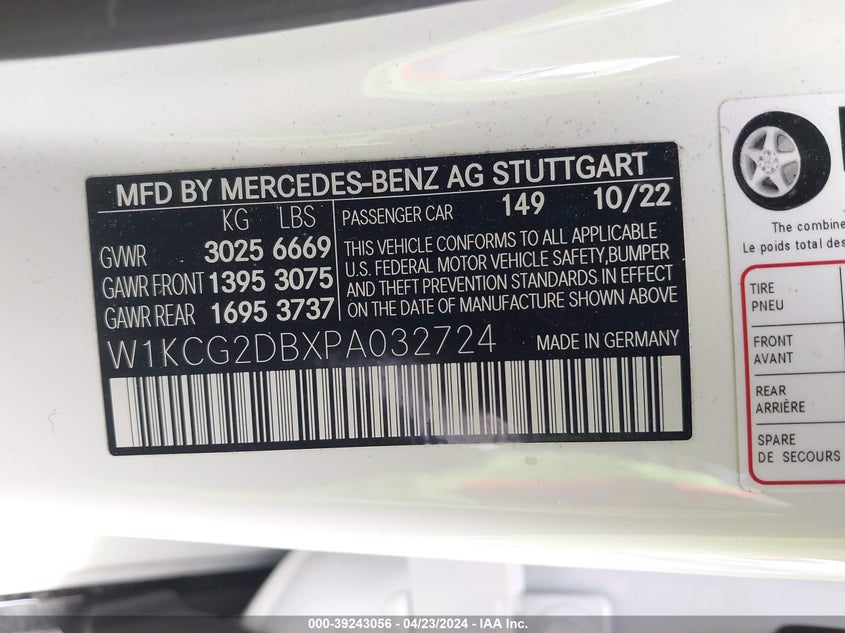 MFD BY MERCEDES-BENZ AG STUTTGART
KG LBS
GVWR 3025 6669
GAWR FRONT 1395 3075
GAWR REAR 1695 3737
PASSENGER CAR 149 10/22
THIS VEHICLE CONFORMS TO ALL APPLICABLE
U.S. FEDERAL MOTOR VEHICLE SAFETY,BUMPER
AND THEFT PREVENTION STANDARDS IN EFFECT
ON THE DATE OF MANUFACTURE SHOWN ABOVE
W1KCG2DBXPA032724 MADE IN GERMANY
The combine
Le poids total des
TIRE
PNEU
FRONT
AVANT
REAR
ARRIÈRE
SPARE
DE SECOURS
000-39243056 - 04/23/2024 - IAA Inc.